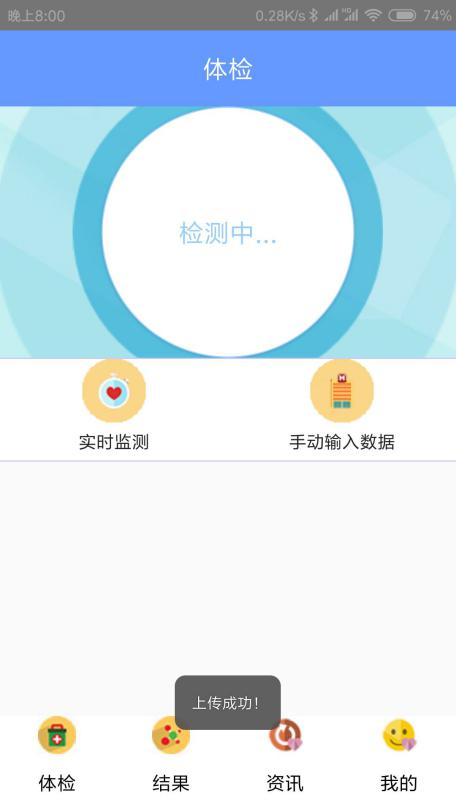 晚上8:00 0.28K/s HD 74%
体检
检测中...
实时监测 手动输入数据
上传成功!
体检 结果 资讯 我的